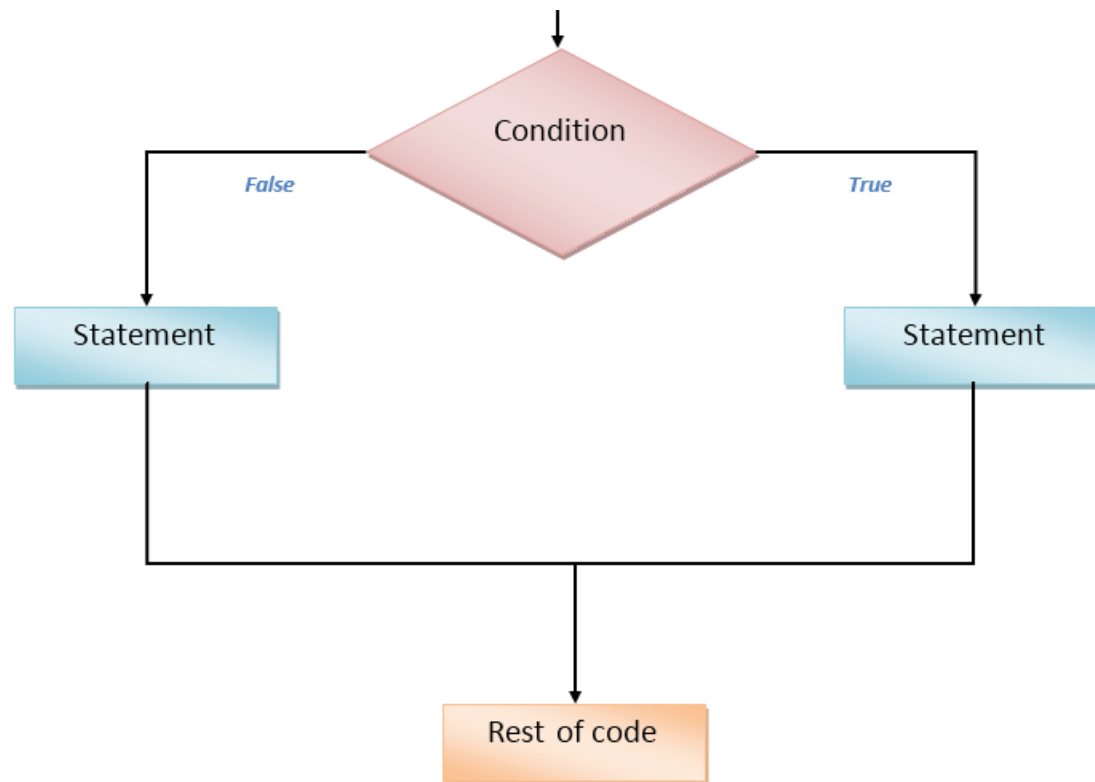 Condition
False
True
Statement
Statement
Rest of code